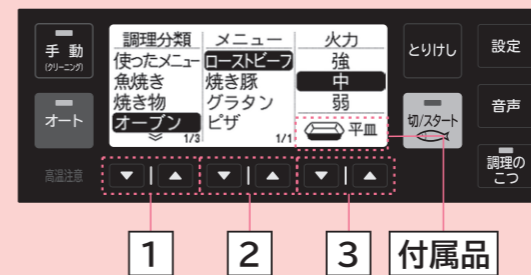 手動
(クリーニング)
オート
高温注意
調理分類
使ったメニュー
魚焼き
焼き物
オーブン
1/3
メニュー
ローストビーフ
焼き豚
グラタン
ピザ
1/1
火力
強
中
弱
平皿
とりけし
切/スタート
設定
音声
調理の
こつ
1
2
3
付属品